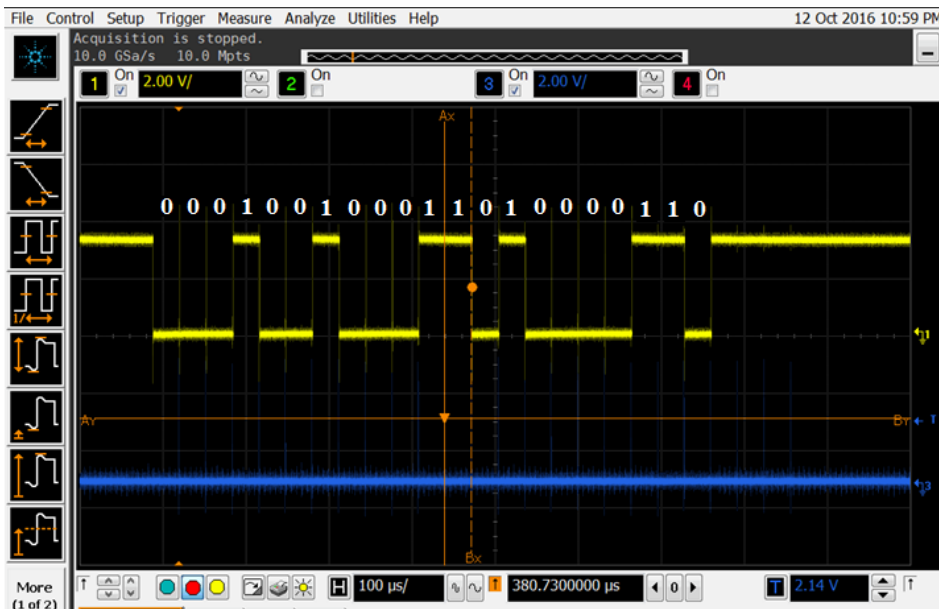 File Control Setup Trigger Measure Analyze Utilities Help 12 Oct 2016 10:59 PM
Acquisition is stopped.
10.0 GSa/s 10.0 Mpts
1 On 2.00 V/ 2 On 3 On 2.00 V/ 4 On
Ax
0 0 0 1 0 0 1 0 0 0 1 1 0 1 0 0 0 0 1 1 0
1
AY BY T
3
BX
More
(1 of 2)
H 100 µs/ 380.7300000 µs 0 T 2.14 V